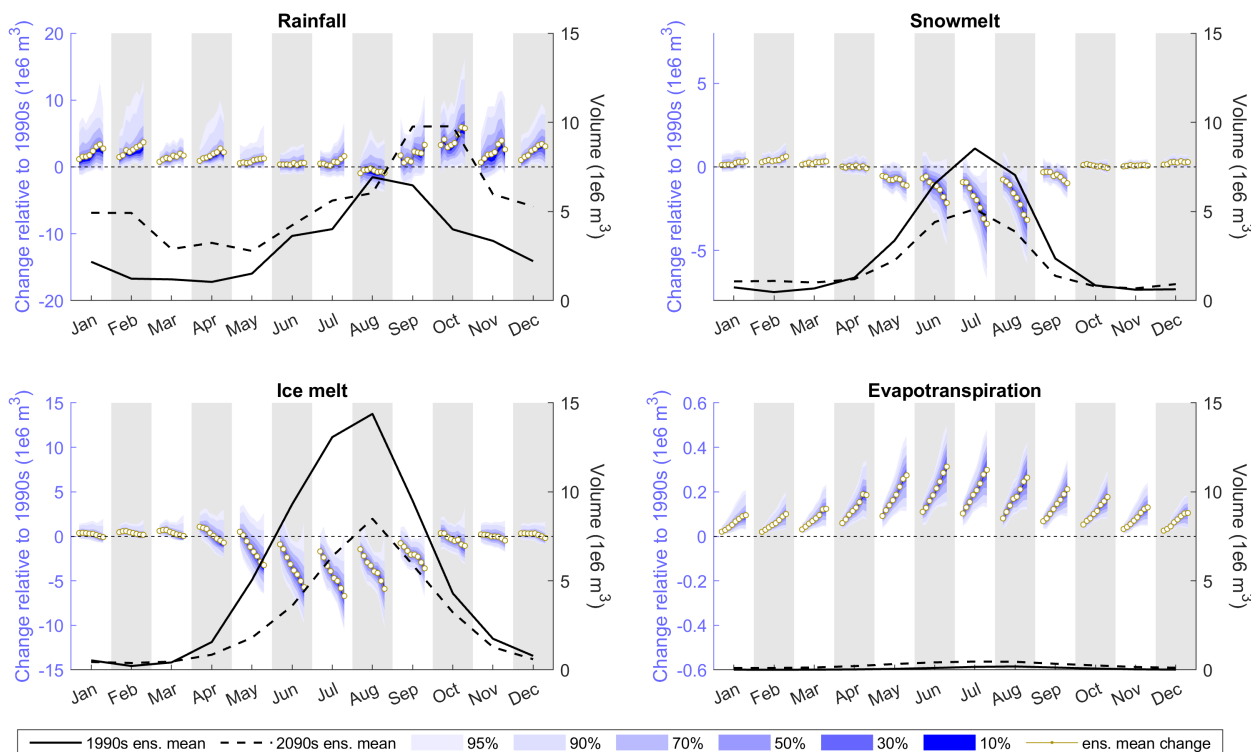 Rainfall
Change relative to 1990s (1e6 m³)
20
10
0
-10
-20
15
10
5
0
Volume (1e6 m³)
Jan Feb Mar Apr May Jun Jul Aug Sep Oct Nov Dec
Snowmelt
Change relative to 1990s (1e6 m³)
5
0
-5
15
10
5
0
Volume (1e6 m³)
Jan Feb Mar Apr May Jun Jul Aug Sep Oct Nov Dec
Ice melt
Change relative to 1990s (1e6 m³)
15
10
5
0
-5
-10
-15
15
10
5
0
Volume (1e6 m³)
Jan Feb Mar Apr May Jun Jul Aug Sep Oct Nov Dec
Evapotranspiration
Change relative to 1990s (1e6 m³)
0.6
0.4
0.2
0
-0.2
-0.4
-0.6
15
10
5
0
Volume (1e6 m³)
Jan Feb Mar Apr May Jun Jul Aug Sep Oct Nov Dec
1990s ens. mean 2090s ens. mean 95% 90% 70% 50% 30% 10% ens. mean change